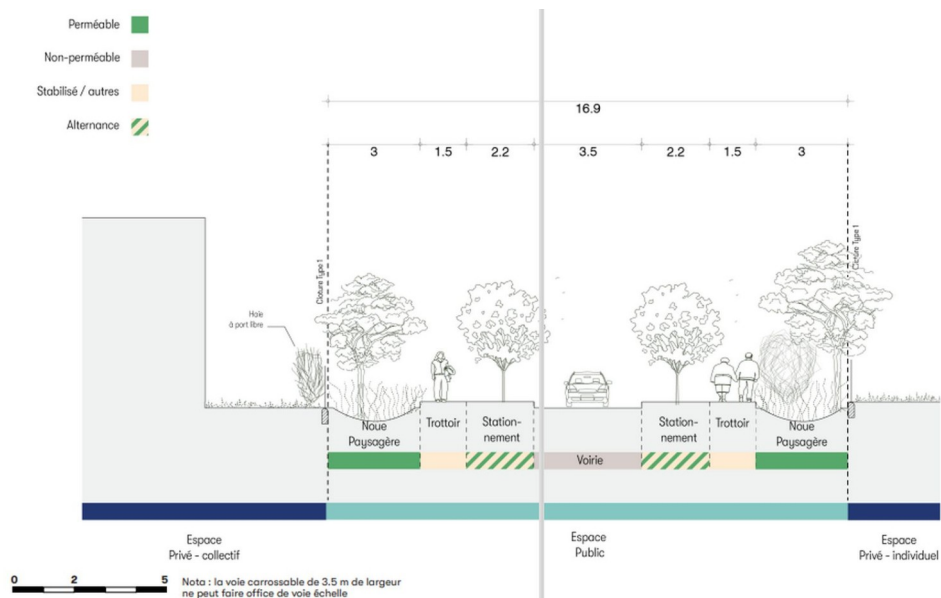 Perméable
Non-perméable
Stabilisé / autres
Alternance
16.9
3 1.5 2.2 3.5 2.2 1.5 3
Cloture Type 1
Cloture Type 1
Haie
à port libre
Noue
Paysagère
Trottoir
Station-
nement
Voirie
Station-
nement
Trottoir
Noue
Paysagère
Espace
Privé - collectif
Espace
Public
Espace
Privé - individuel
0 2 5
Nota : la voie carrossable de 3.5 m de largeur
ne peut faire office de voie échelle